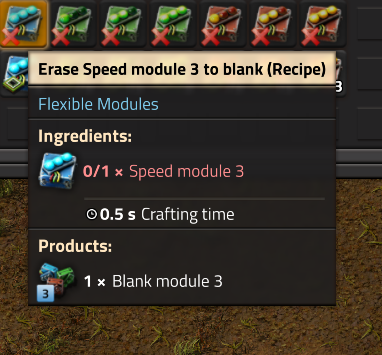 Erase Speed module 3 to blank (Recipe)
3
Flexible Modules
Ingredients:
0/1 × Speed module 3
0.5 s Crafting time
Products:
3
1 × Blank module 3